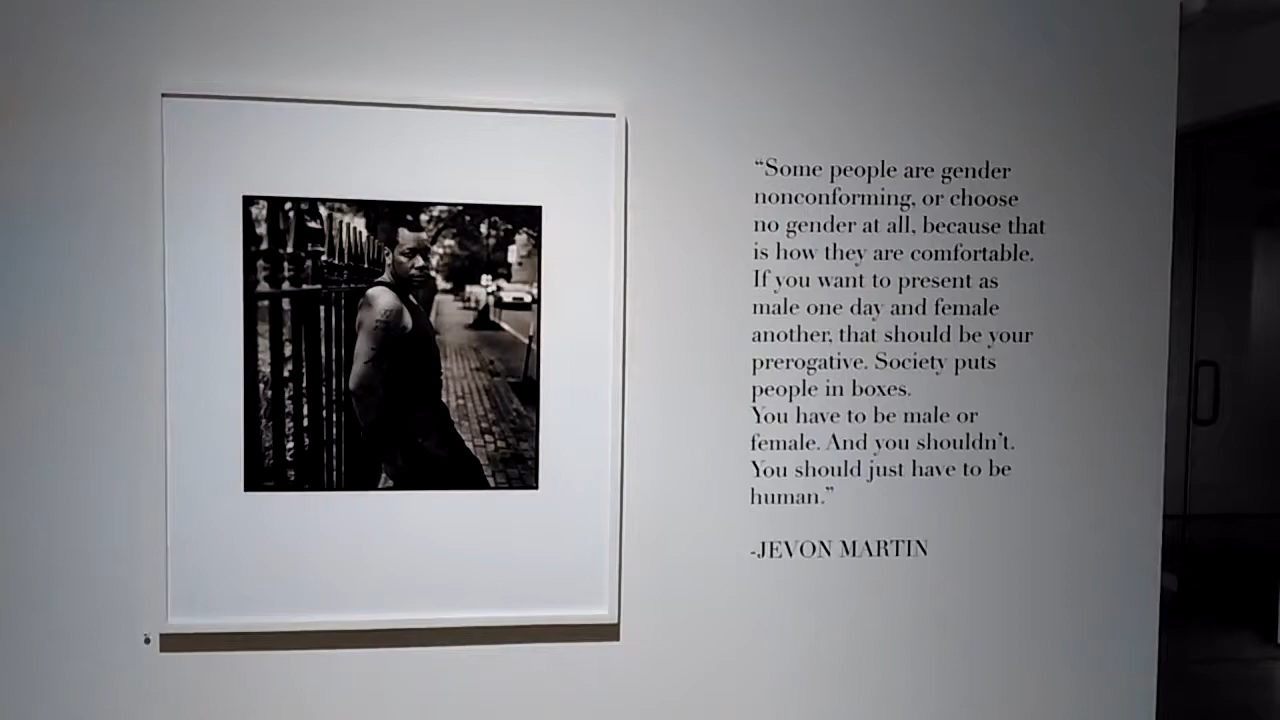 “Some people are gender
nonconforming, or choose
no gender at all, because that
is how they are comfortable.
If you want to present as
male one day and female
another, that should be your
prerogative. Society puts
people in boxes.
You have to be male or
female. And you shouldn’t.
You should just have to be
human.”
-JEVON MARTIN